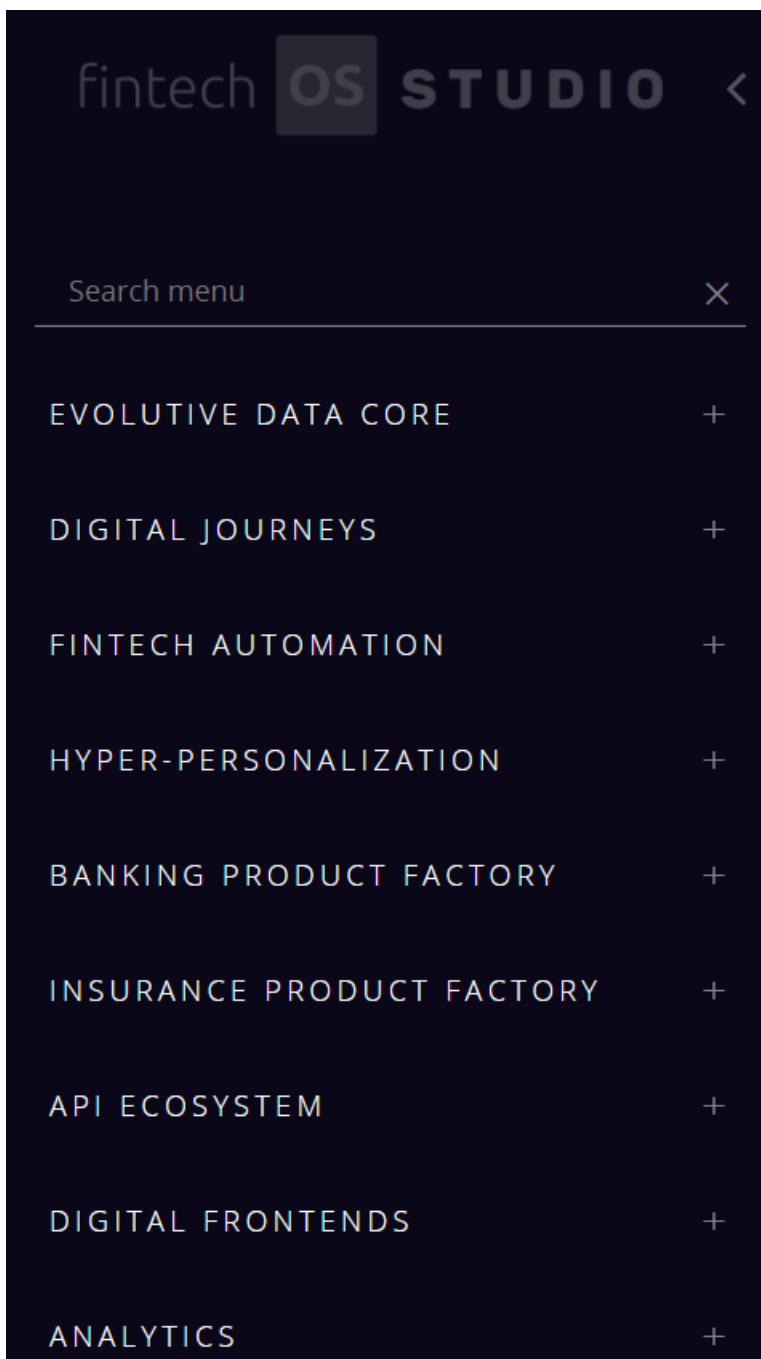 fintech OS STUDIO
Search menu
EVOLUTIVE DATA CORE
DIGITAL JOURNEYS
FINTECH AUTOMATION
HYPER-PERSONALIZATION
BANKING PRODUCT FACTORY
INSURANCE PRODUCT FACTORY
API ECOSYSTEM
DIGITAL FRONTENDS
ANALYTICS